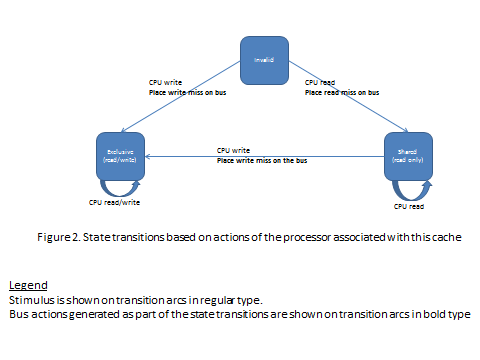 Invalid
CPU write
Place write miss on bus
CPU read
Place read miss on bus
Exclusive
(read/write)
CPU write
Place write miss on the bus
Shared
(read only)
CPU read/write
CPU read
Figure 2. State transitions based on actions of the processor associated with this cache
Legend
Stimulus is shown on transition arcs in regular type.
Bus actions generated as part of the state transitions are shown on transition arcs in bold type